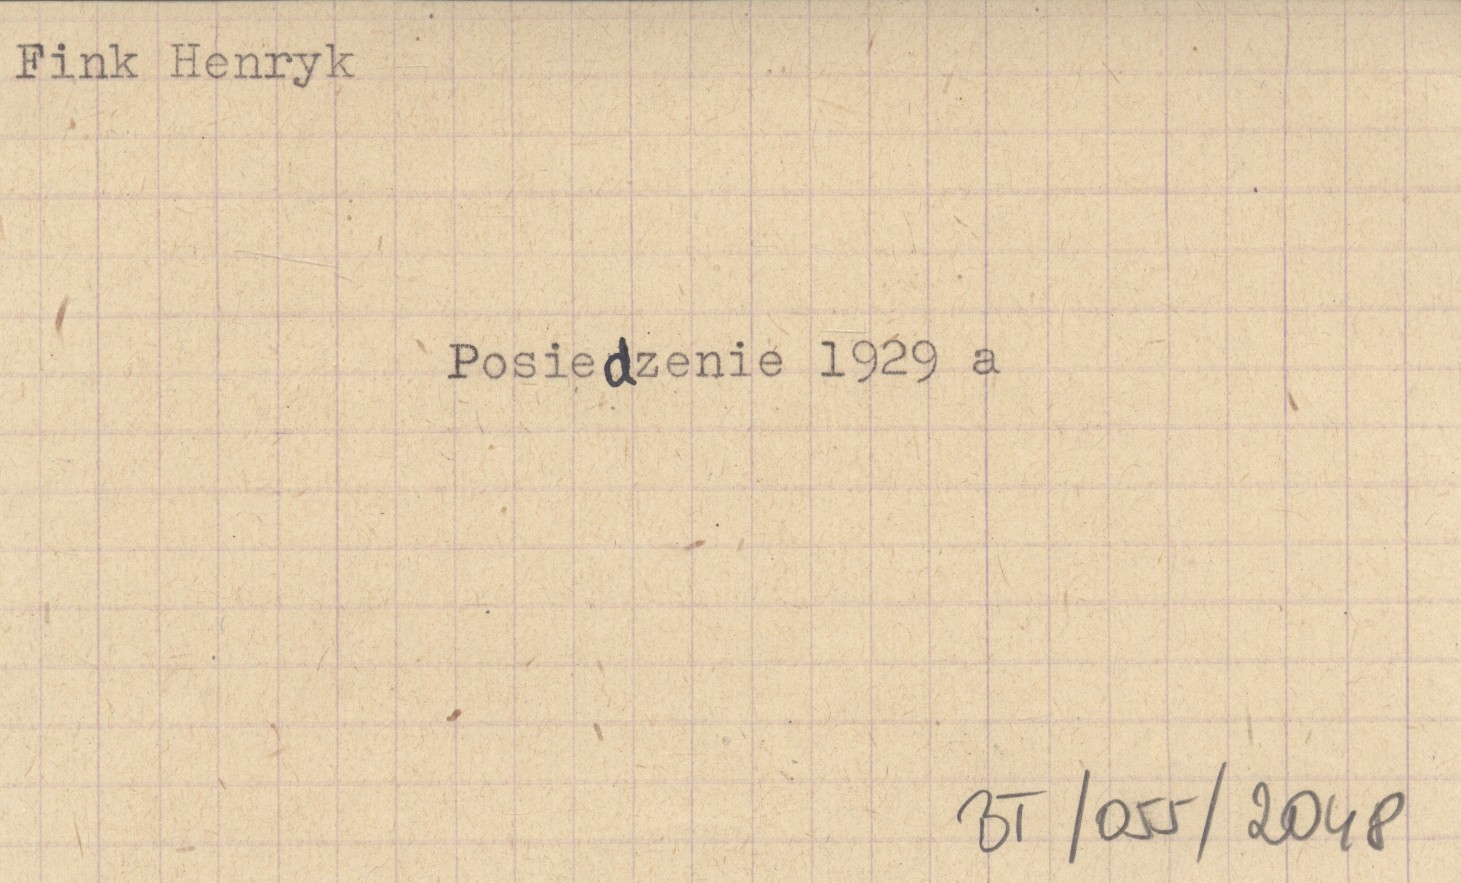 Fink Henryk
Posiedzenie 1929 a
BT/055/2048